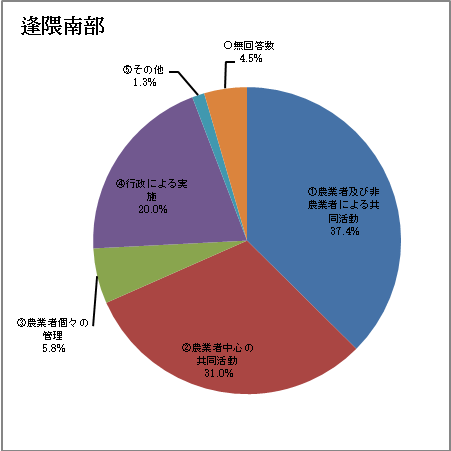 逢隈南部
〇無回答数
4.5%
⑤その他
1.3%
④行政による実
施
20.0%
①農業者及び非
農業者による共
同活動
37.4%
③農業者個々の
管理
5.8%
②農業者中心の
共同活動
31.0%